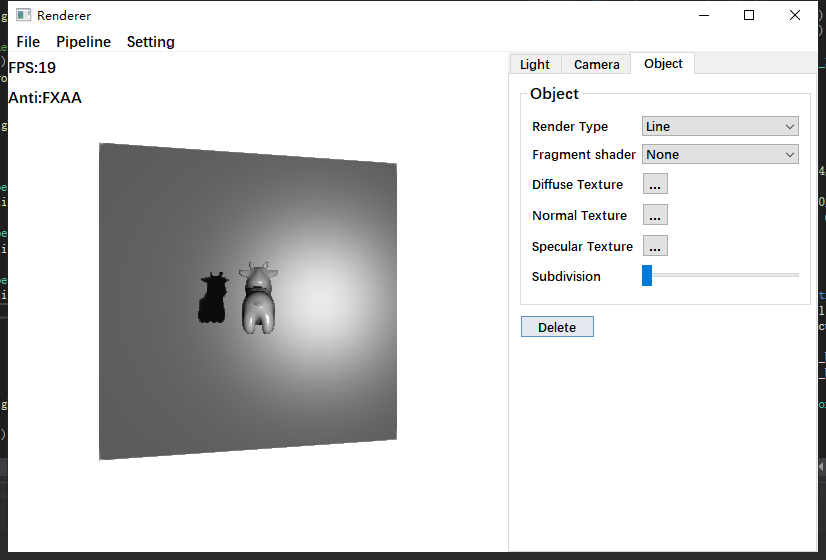 Renderer
File Pipeline Setting
FPS:19
Anti:FXAA
Light Camera Object
Object
Render Type Line
Fragment shader None
Diffuse Texture ...
Normal Texture ...
Specular Texture ...
Subdivision
Delete